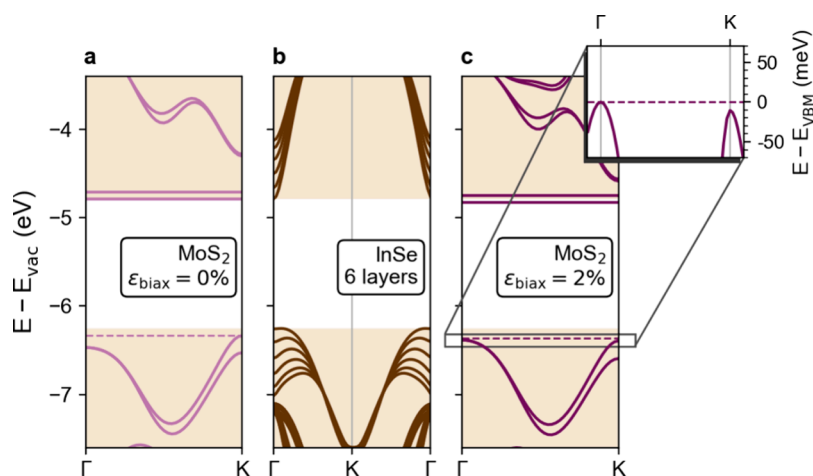 Γ K
a b c
50
0
-50
E − E_VBM (meV)
E − E_vac (eV)
−4
−5
−6
−7
MoS₂
ε_biax = 0%
InSe
6 layers
MoS₂
ε_biax = 2%
Γ K Γ K Γ Γ K